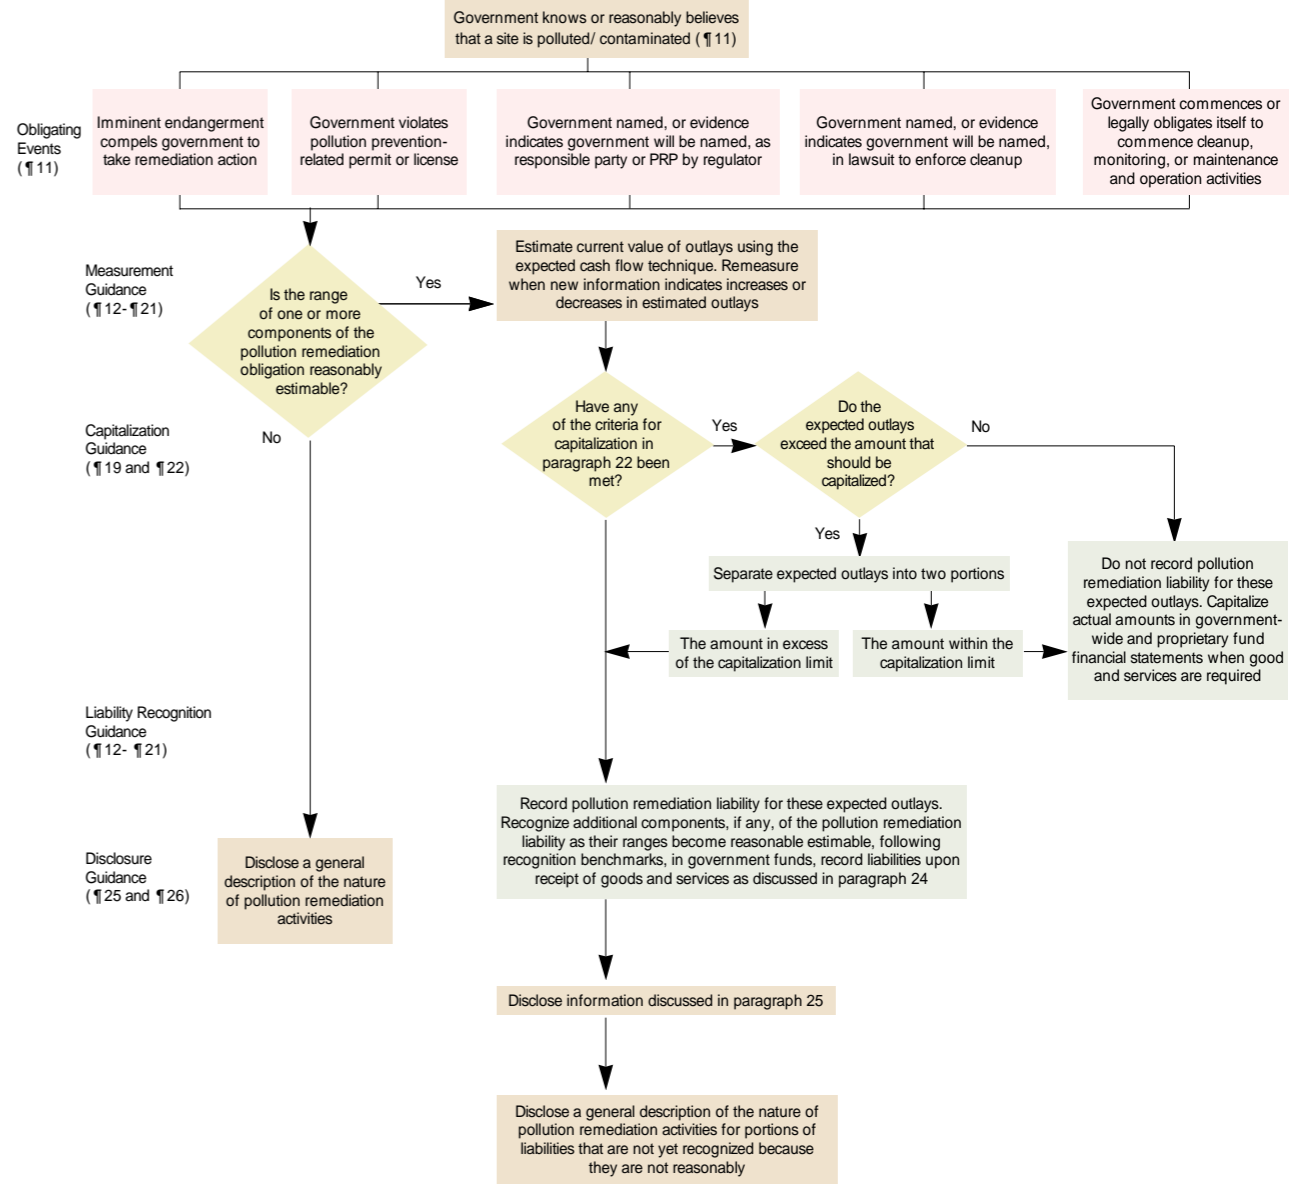 Government knows or reasonably believes
that a site is polluted/ contaminated (¶11)
Obligating
Events
(¶11)
Imminent endangerment
compels government to
take remediation action
Government violates
pollution prevention-
related permit or license
Government named, or evidence
indicates government will be named, as
responsible party or PRP by regulator
Government named, or evidence
indicates government will be named,
in lawsuit to enforce cleanup
Government commences or
legally obligates itself to
commence cleanup,
monitoring, or maintenance
and operation activities
Measurement
Guidance
(¶12-¶21)
Is the range
of one or more
components of the
pollution remediation
obligation reasonably
estimable?
Yes
Estimate current value of outlays using the
expected cash flow technique. Remeasure
when new information indicates increases or
decreases in estimated outlays
Capitalization
Guidance
(¶19 and ¶22)
No
Have any
of the criteria for
capitalization in
paragraph 22 been
met?
Yes
Do the
expected outlays
exceed the amount that
should be
capitalized?
No
Yes
Separate expected outlays into two portions
The amount in excess
of the capitalization limit
The amount within the
capitalization limit
Do not record pollution
remediation liability for these
expected outlays. Capitalize
actual amounts in government-
wide and proprietary fund
financial statements when good
and services are required
Liability Recognition
Guidance
(¶12- ¶21)
Record pollution remediation liability for these expected outlays.
Recognize additional components, if any, of the pollution remediation
liability as their ranges become reasonable estimable, following
recognition benchmarks, in government funds, record liabilities upon
receipt of goods and services as discussed in paragraph 24
Disclosure
Guidance
(¶25 and ¶26)
Disclose a general
description of the nature
of pollution remediation
activities
Disclose information discussed in paragraph 25
Disclose a general description of the nature of
pollution remediation activities for portions of
liabilities that are not yet recognized because
they are not reasonably